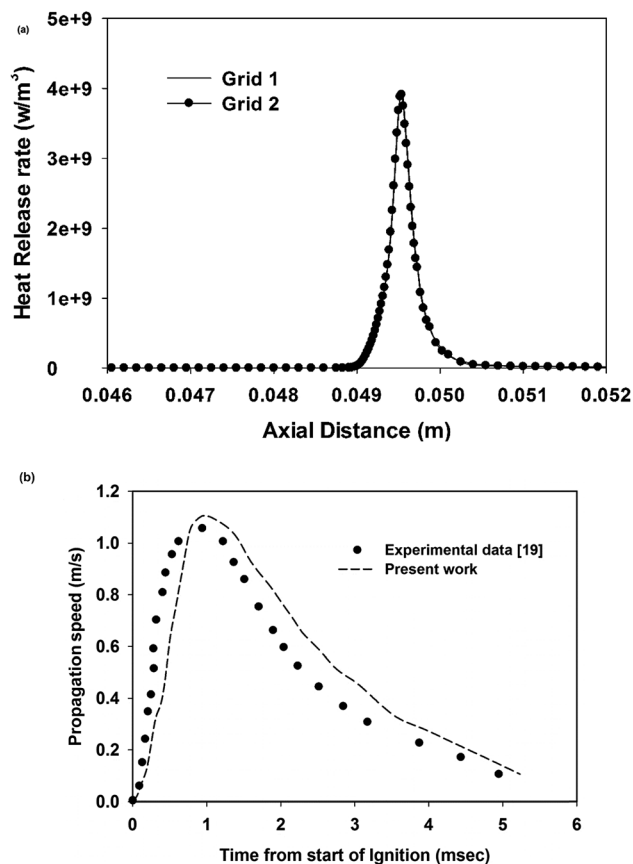 (a)
5e+9
4e+9
3e+9
2e+9
1e+9
0
Heat Release rate (w/m³)
Grid 1
Grid 2
0.046 0.047 0.048 0.049 0.050 0.051 0.052
Axial Distance (m)
(b)
1.2
1.0
0.8
0.6
0.4
0.2
0.0
Propagation speed (m/s)
Experimental data [19]
Present work
0 1 2 3 4 5 6
Time from start of Ignition (msec)